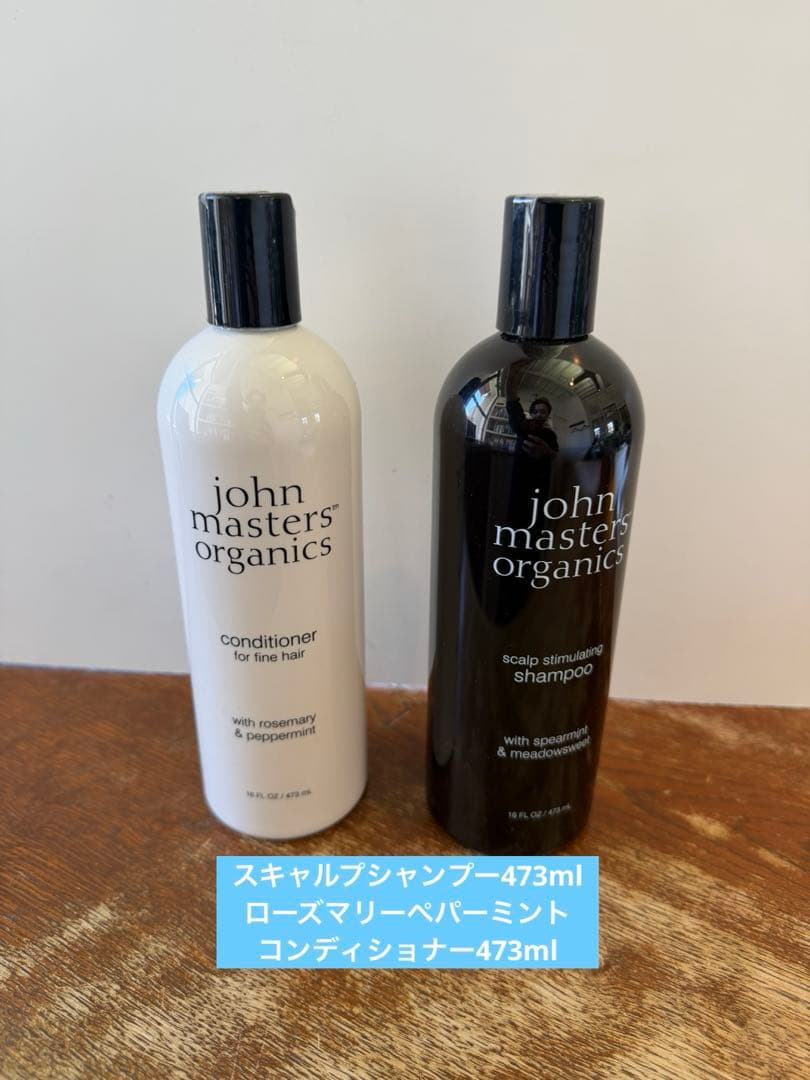 john
masters™
organics
conditioner
for fine hair
with rosemary
& peppermint
16 FL OZ / 473 mL
john
masters
organics
scalp stimulating
shampoo
with spearmint
& meadowsweet
16 FL OZ / 473 mL
スキャルプシャンプー473ml
ローズマリーペパーミント
コンディショナー473ml